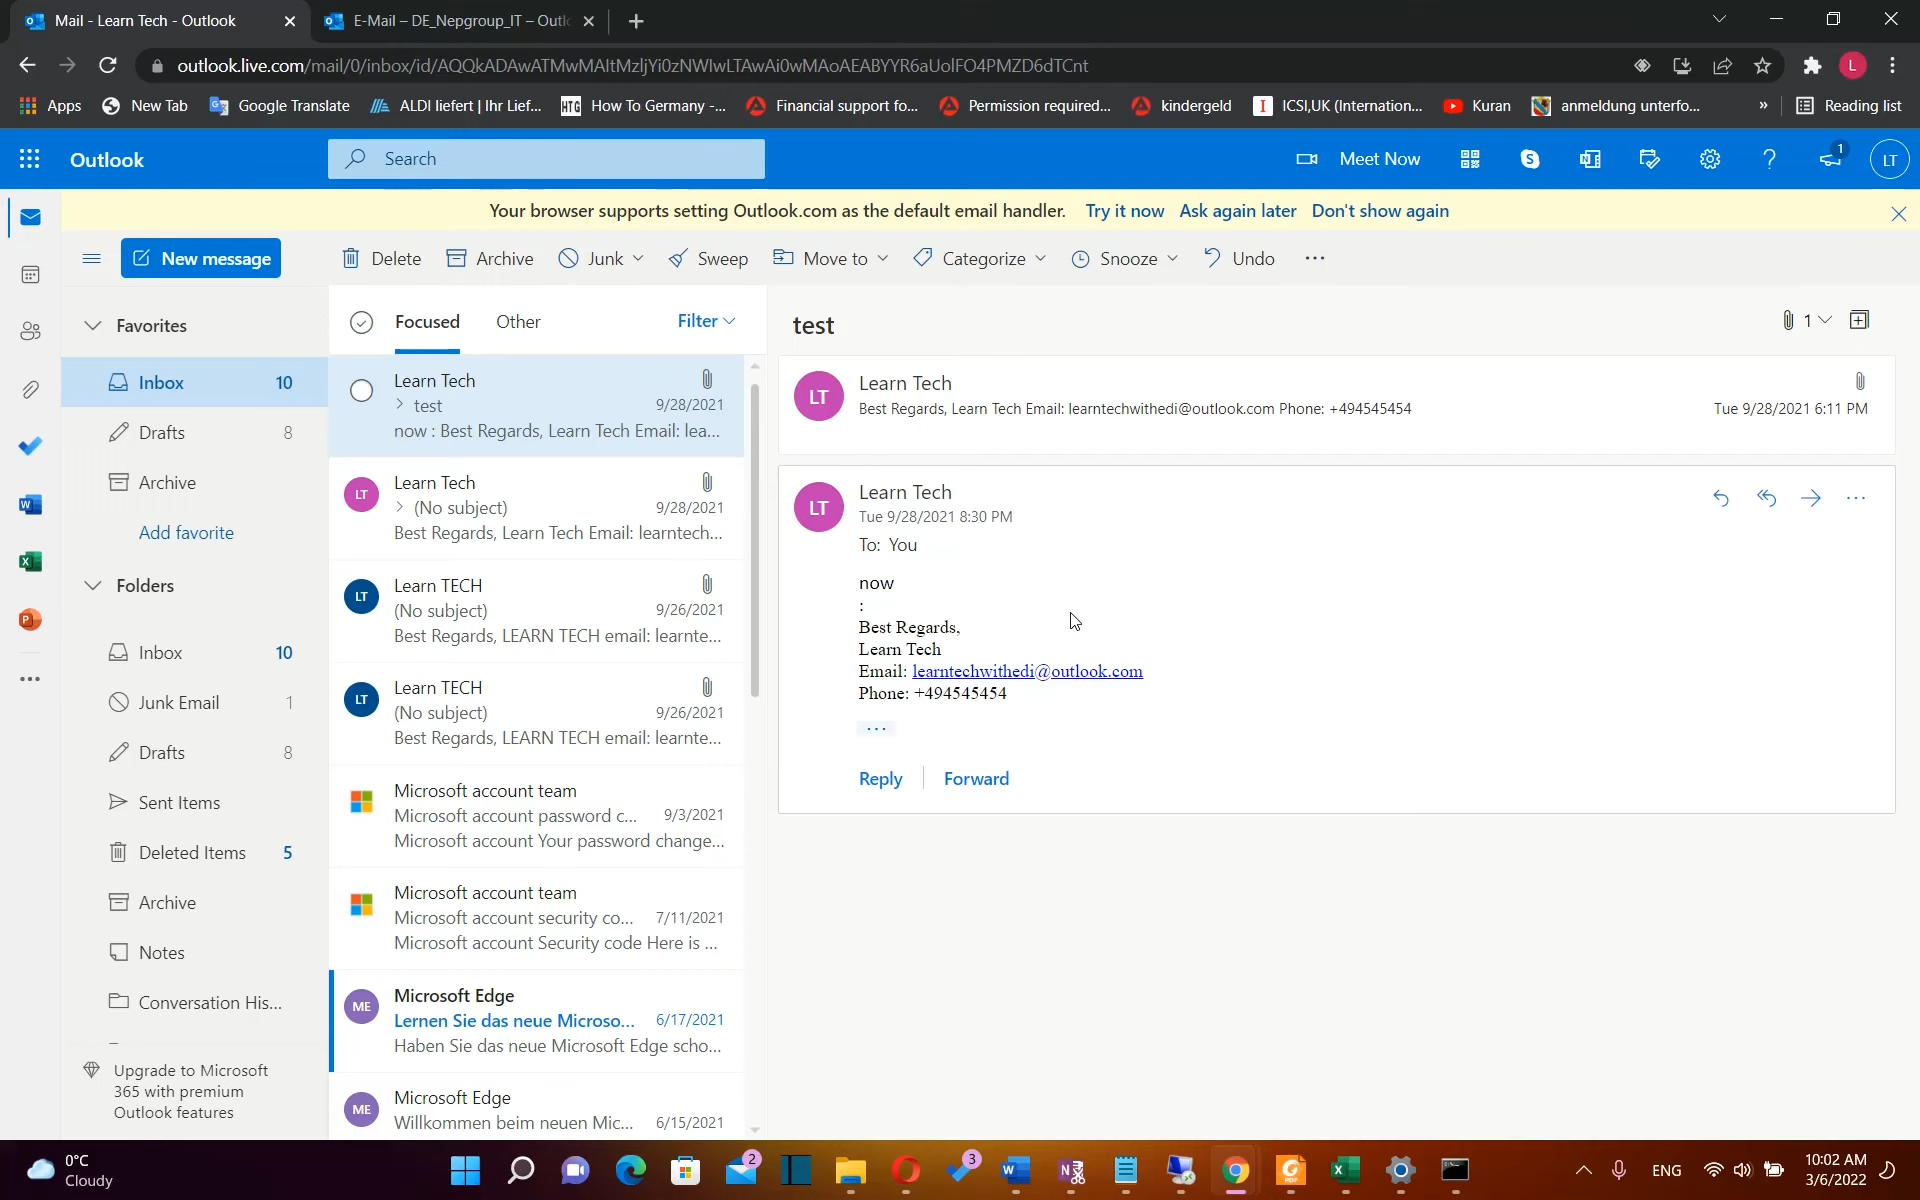 Mail - Learn Tech - Outlook
E-Mail – DE_Nepgroup_IT – Outl
outlook.live.com/mail/0/inbox/id/AQQkADAwATMwMAItMzljYi0zNWIwLTAwAi0wMAoAEABYYR6aUolFO4PMZD6dTCnt
L
Apps
New Tab
Google Translate
ALDI liefert | Ihr Lief...
HTG How To Germany -...
Financial support fo...
Permission required...
kindergeld
I ICSI,UK (Internation...
Kuran
anmeldung unterfo...
»
Reading list
Outlook
Search
Meet Now
1
LT
Your browser supports setting Outlook.com as the default email handler. Try it now Ask again later Don't show again
New message
Delete
Archive
Junk
Sweep
Move to
Categorize
Snooze
Undo
Favorites
Inbox 10
Drafts 8
Archive
Add favorite
Folders
Inbox 10
Junk Email 1
Drafts 8
Sent Items
Deleted Items 5
Archive
Notes
Conversation His...
Upgrade to Microsoft
365 with premium
Outlook features
Focused Other Filter
Learn Tech
test 9/28/2021
now : Best Regards, Learn Tech Email: lea...
LT
Learn Tech
(No subject) 9/28/2021
Best Regards, Learn Tech Email: learntech...
LT
Learn TECH
(No subject) 9/26/2021
Best Regards, LEARN TECH email: learnte...
LT
Learn TECH
(No subject) 9/26/2021
Best Regards, LEARN TECH email: learnte...
Microsoft account team
Microsoft account password c... 9/3/2021
Microsoft account Your password change...
Microsoft account team
Microsoft account security co... 7/11/2021
Microsoft account Security code Here is ...
ME
Microsoft Edge
Lernen Sie das neue Microso... 6/17/2021
Haben Sie das neue Microsoft Edge scho...
ME
Microsoft Edge
Willkommen beim neuen Mic... 6/15/2021
test
1
LT
Learn Tech
Best Regards, Learn Tech Email: learntechwithedi@outlook.com Phone: +494545454
Tue 9/28/2021 6:11 PM
LT
Learn Tech
Tue 9/28/2021 8:30 PM
To: You
now
:
Best Regards,
Learn Tech
Email: learntechwithedi@outlook.com
Phone: +494545454
...
Reply Forward
0°C
Cloudy
2
3
ENG
10:02 AM
3/6/2022